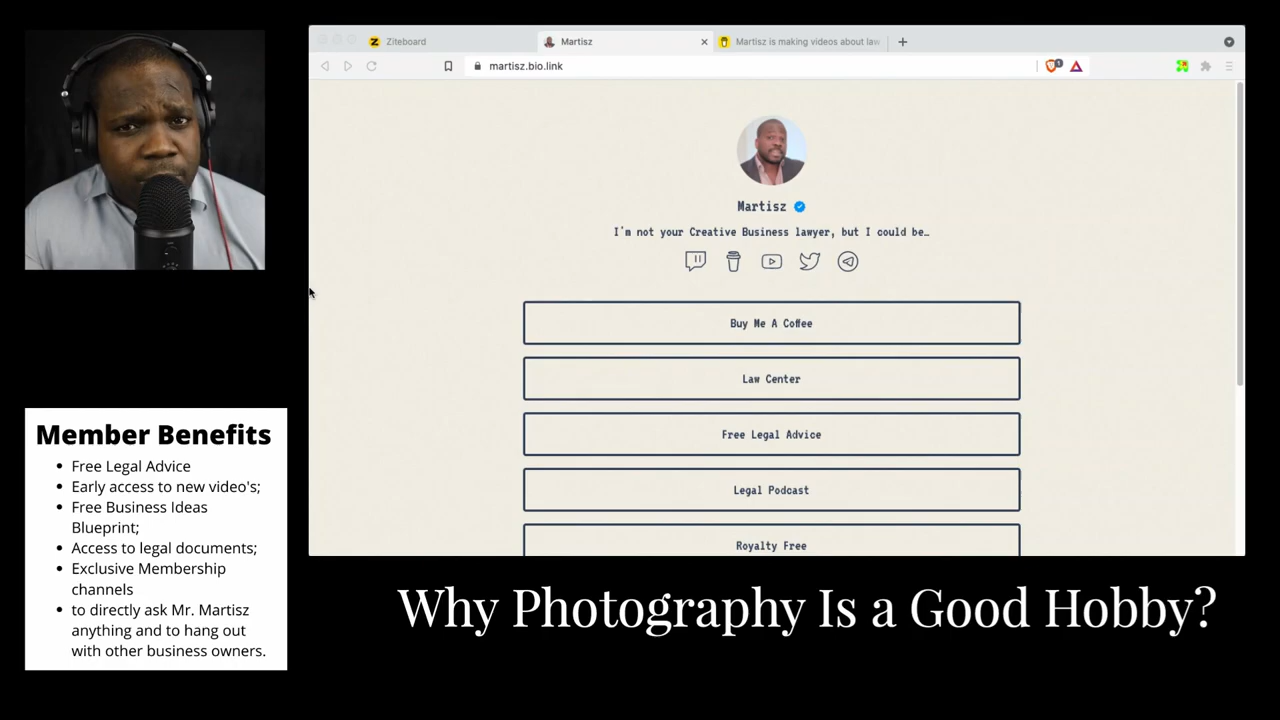 Ziteboard
Martisz
Martisz is making videos about law
martisz.bio.link
1
Martisz
I'm not your Creative Business lawyer, but I could be…
Buy Me A Coffee
Law Center
Free Legal Advice
Legal Podcast
Royalty Free
Member Benefits
Free Legal Advice
Early access to new video's;
Free Business Ideas
Blueprint;
Access to legal documents;
Exclusive Membership
channels
to directly ask Mr. Martisz
anything and to hang out
with other business owners.
Why Photography Is a Good Hobby?